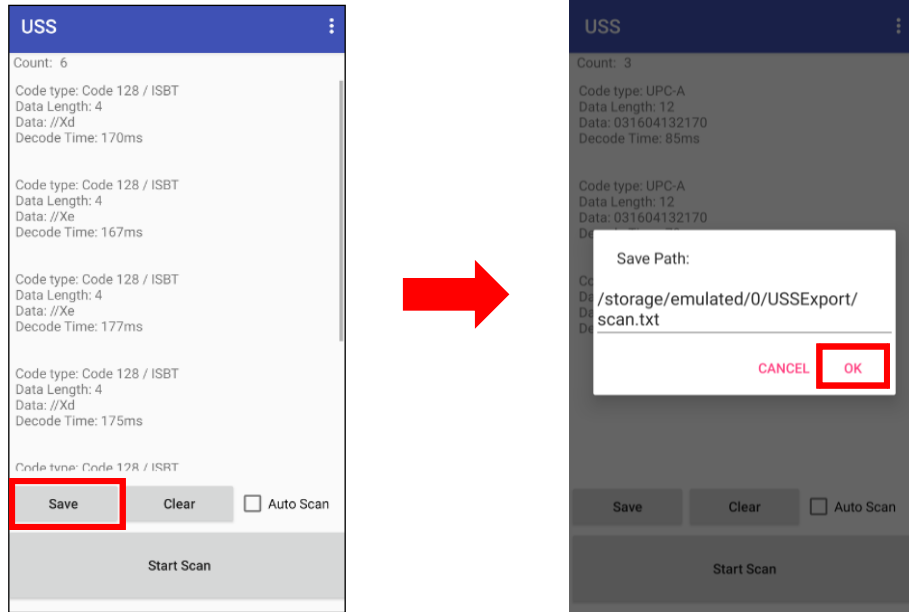 USS
Count: 6
Code type: Code 128 / ISBT
Data Length: 4
Data: //Xd
Decode Time: 170ms
Code type: Code 128 / ISBT
Data Length: 4
Data: //Xe
Decode Time: 167ms
Code type: Code 128 / ISBT
Data Length: 4
Data: //Xe
Decode Time: 177ms
Code type: Code 128 / ISBT
Data Length: 4
Data: //Xd
Decode Time: 175ms
Code type: Code 128 / ISBT
Save
Clear
Auto Scan
Start Scan
USS
Count: 3
Code type: UPC-A
Data Length: 12
Data: 031604132170
Decode Time: 85ms
Code type: UPC-A
Data Length: 12
Data: 031604132170
Save Path:
/storage/emulated/0/USSExport/
scan.txt
CANCEL
OK
Save
Clear
Auto Scan
Start Scan